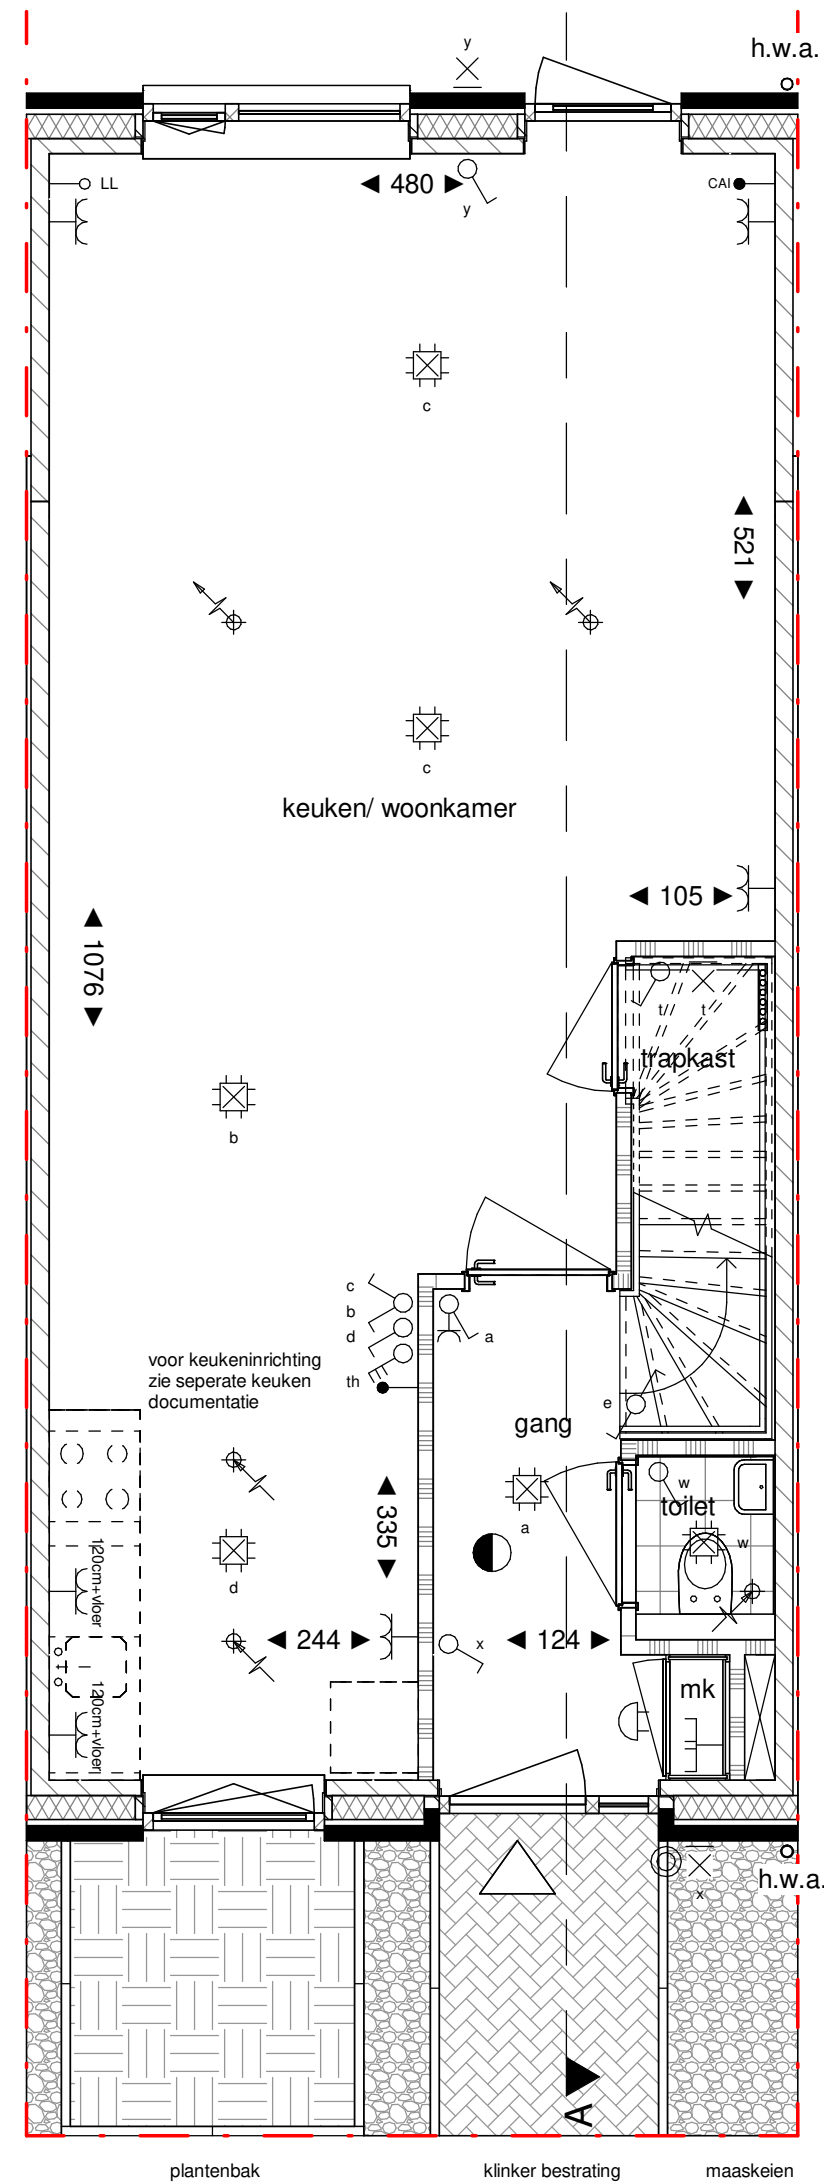 y
h.w.a.
LL
480
CAI
y
c
521
c
keuken/ woonkamer
105
1076
t
t
trapkast
b
c
b
d
th
a
voor keukeninrichting
zie seperate keuken
documentatie
e
gang
w
toilet
a
w
335
120cm+vloer
d
244
x
124
120cm+vloer
mk
h.w.a.
x
A
plantenbak
klinker bestrating
maaskeien